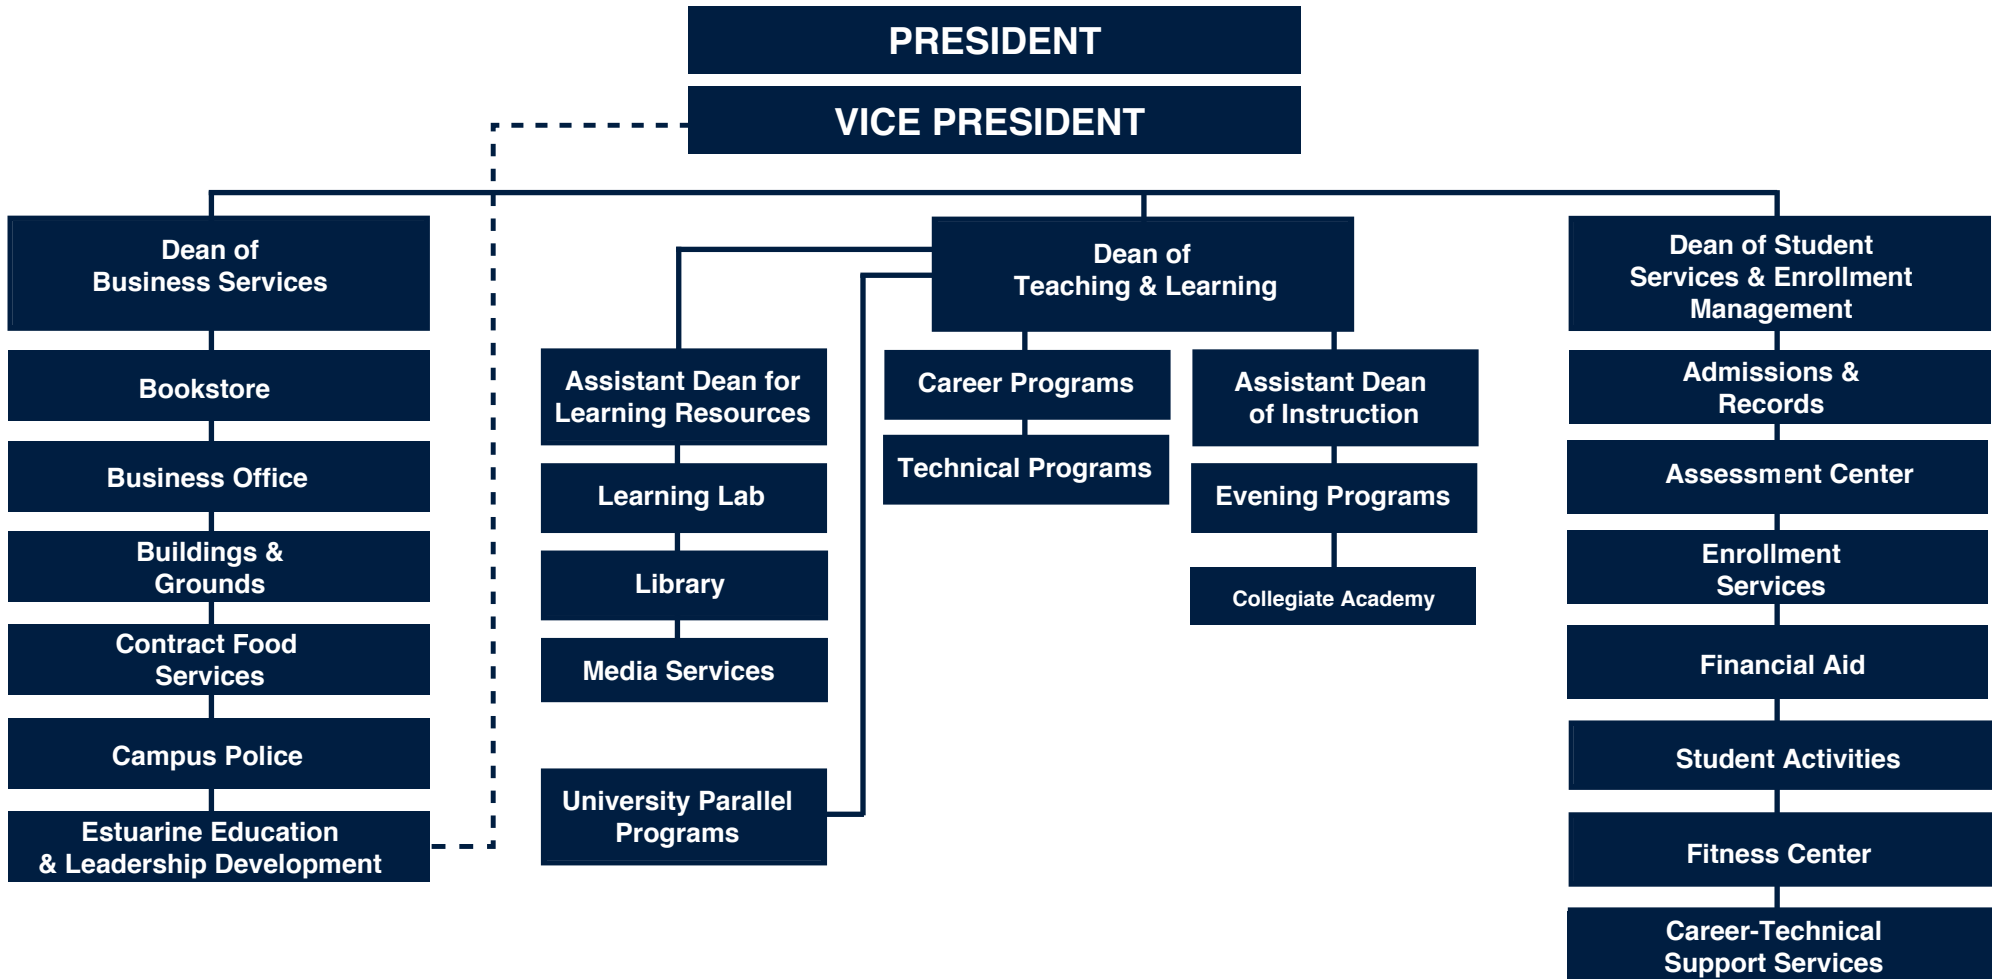 PRESIDENT
VICE PRESIDENT
Dean of
Business Services
Bookstore
Business Office
Buildings &
Grounds
Contract Food
Services
Campus Police
Estuarine Education
& Leadership Development
Dean of
Teaching & Learning
Assistant Dean for
Learning Resources
Learning Lab
Library
Media Services
University Parallel
Programs
Career Programs
Technical Programs
Assistant Dean
of Instruction
Evening Programs
Collegiate Academy
Dean of Student
Services & Enrollment
Management
Admissions &
Records
Assessment Center
Enrollment
Services
Financial Aid
Student Activities
Fitness Center
Career-Technical
Support Services